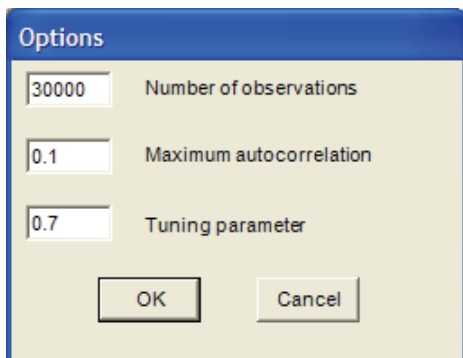 Options
30000 Number of observations
0.1 Maximum autocorrelation
0.7 Tuning parameter
OK Cancel